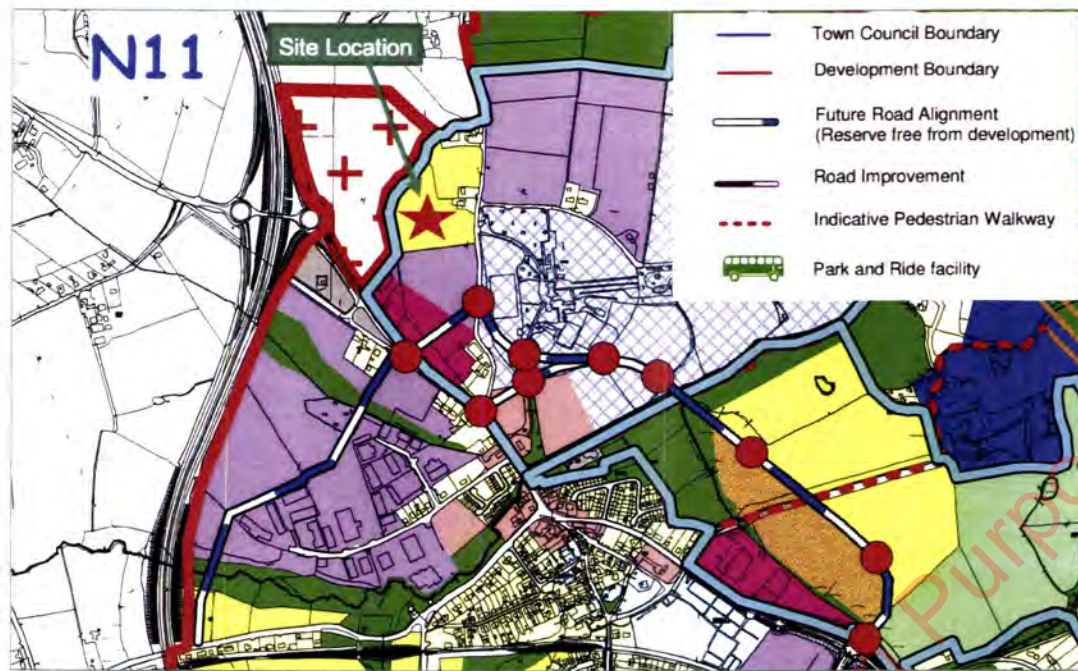 N11
Site Location
Town Council Boundary
Development Boundary
Future Road Alignment
(Reserve free from development)
Road Improvement
Indicative Pedestrian Walkway
Park and Ride facility
Purpo